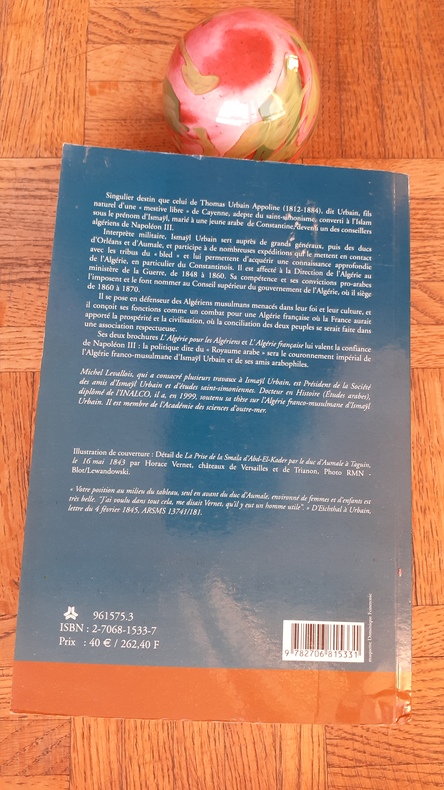 Singulier destin que celui de Thomas Urbain Appoline (1812-1884), dit Urbain, fils
naturel d'une « mestive libre » de Cayenne, adepte du saint-simonisme, converti à l'Islam
sous le prénom d'Ismaÿl, marié à une jeune arabe de Constantine, devenu un des conseillers
algériens de Napoléon III.
Interprète militaire, Ismaÿl Urbain sert auprès de grands généraux, puis des ducs
d'Orléans et d'Aumale, et participe à de nombreuses expéditions qui le mettent en contact
avec les tribus du « bled » et lui permettent d'acquérir une connaissance approfondie
de l'Algérie, en particulier du Constantinois. Il est affecté à la Direction de l'Algérie au
ministère de la Guerre, de 1848 à 1860. Sa compétence et ses convictions pro-arabes
l'imposent et le font nommer au Conseil supérieur du gouvernement de l'Algérie, où il siège
de 1860 à 1870.
Il se pose en défenseur des Algériens musulmans menacés dans leur foi et leur culture, et
il conçoit ses fonctions comme un combat pour une Algérie française où la France aurait
apporté la prospérité et la civilisation, où la conciliation des deux peuples se serait faite dans
une association respectueuse.
Ses deux brochures L'Algérie pour les Algériens et L'Algérie française lui valent la confiance
de Napoléon III : la politique dite du « Royaume arabe » sera le couronnement impérial de
l'Algérie franco-musulmane d'Ismaÿl Urbain et de ses amis arabophiles.
Michel Levallois, qui a consacré plusieurs travaux à Ismaÿl Urbain, est Président de la Société
des amis d'Ismaÿl Urbain et d'études saint-simoniennes. Docteur en Histoire (Études arabes),
diplômé de l'INALCO, il a, en 1999, soutenu sa thèse sur l'Algérie franco-musulmane d'Ismaÿl
Urbain. Il est membre de l'Académie des sciences d'outre-mer.
Illustration de couverture : Détail de La Prise de la Smala d'Abd-El-Kader par le duc d'Aumale à Taguin,
le 16 mai 1843 par Horace Vernet, châteaux de Versailles et de Trianon. Photo RMN -
Blot/Lewandowski.
« Votre position au milieu du tableau, seul en avant du duc d'Aumale, environné de femmes et d'enfants est
très belle. "J'ai voulu dans tout cela, me disait Vernet, qu'il y eut un homme utile". » D'Eichthal à Urbain,
lettre du 4 février 1845, ARSMS 13741/181.
961575.3
ISBN : 2-7068-1533-7
Prix : 40 € / 262,40 F
9 782706 815331
maquette Dominique